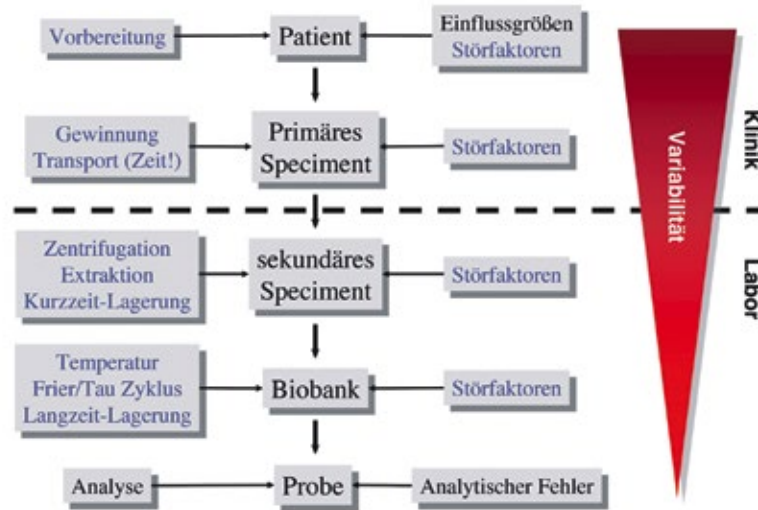 Vorbereitung
Patient
Einflussgrößen
Störfaktoren
Gewinnung
Transport (Zeit!)
Primäres
Speciment
Störfaktoren
Zentrifugation
Extraktion
Kurzzeit-Lagerung
sekundäres
Speciment
Störfaktoren
Temperatur
Frier/Tau Zyklus
Langzeit-Lagerung
Biobank
Störfaktoren
Analyse
Probe
Analytischer Fehler
Variabilität
Klinik
Labor